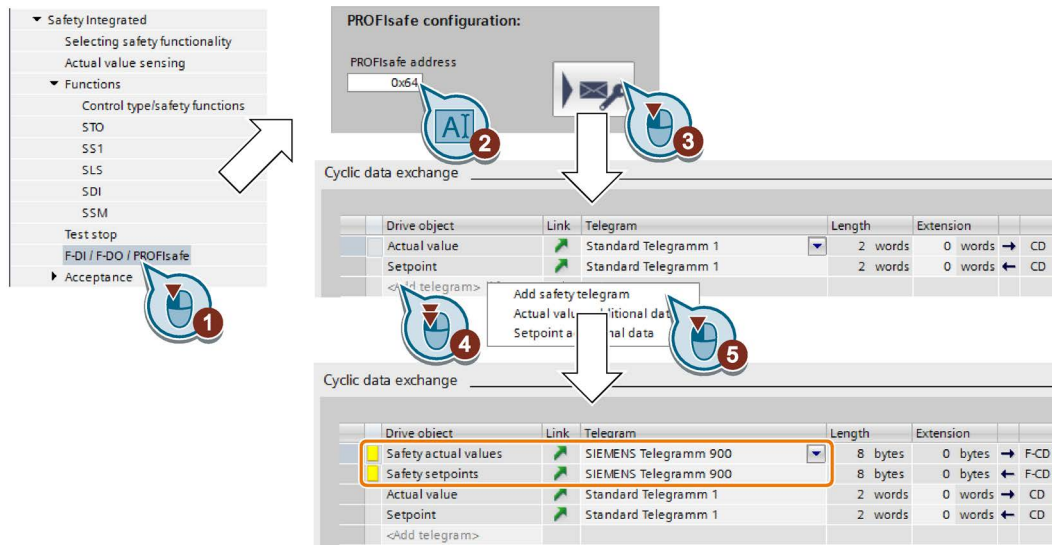 Safety Integrated
Selecting safety functionality
Actual value sensing
Functions
Control type/safety functions
STO
SS1
SLS
SDI
SSM
Test stop
F-DI / F-DO / PROFIsafe
Acceptance
1
PROFIsafe configuration:
PROFIsafe address
0x64
AI
2
3
Cyclic data exchange
Drive object Link Telegram Length Extension
Actual value Standard Telegramm 1 2 words 0 words → CD
Setpoint Standard Telegramm 1 2 words 0 words ← CD
telegram>
Add safety telegram
Actual
Setpoint data
4
5
Cyclic data exchange
Drive object Link Telegram Length Extension
Safety actual values SIEMENS Telegramm 900 8 bytes 0 bytes → F-CD
Safety setpoints SIEMENS Telegramm 900 8 bytes 0 bytes ← F-CD
Actual value Standard Telegramm 1 2 words 0 words → CD
Setpoint Standard Telegramm 1 2 words 0 words ← CD
<Add telegram>